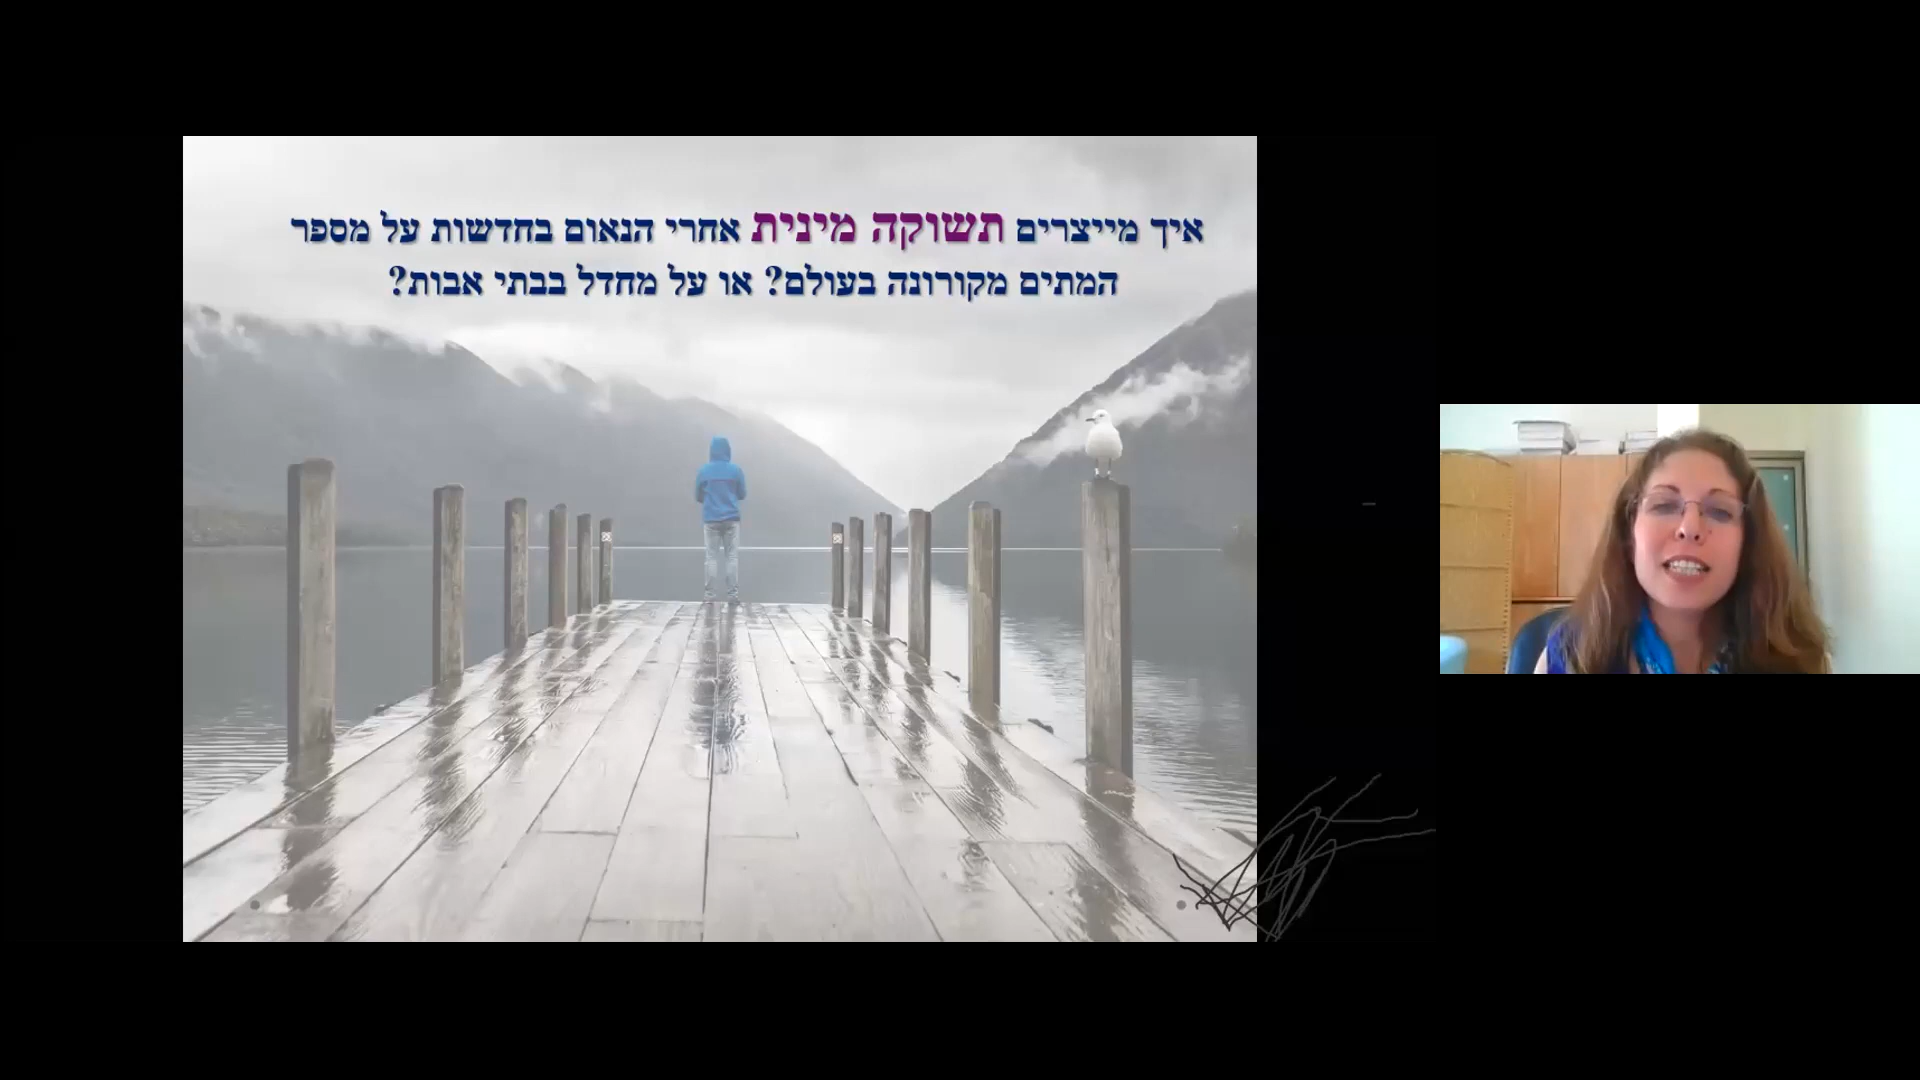 איך מייצרים תשוקה מינית אחרי הנאום בחדשות על מספר
המתים מקורונה בעולם? או על מחדל בבתי אבות?